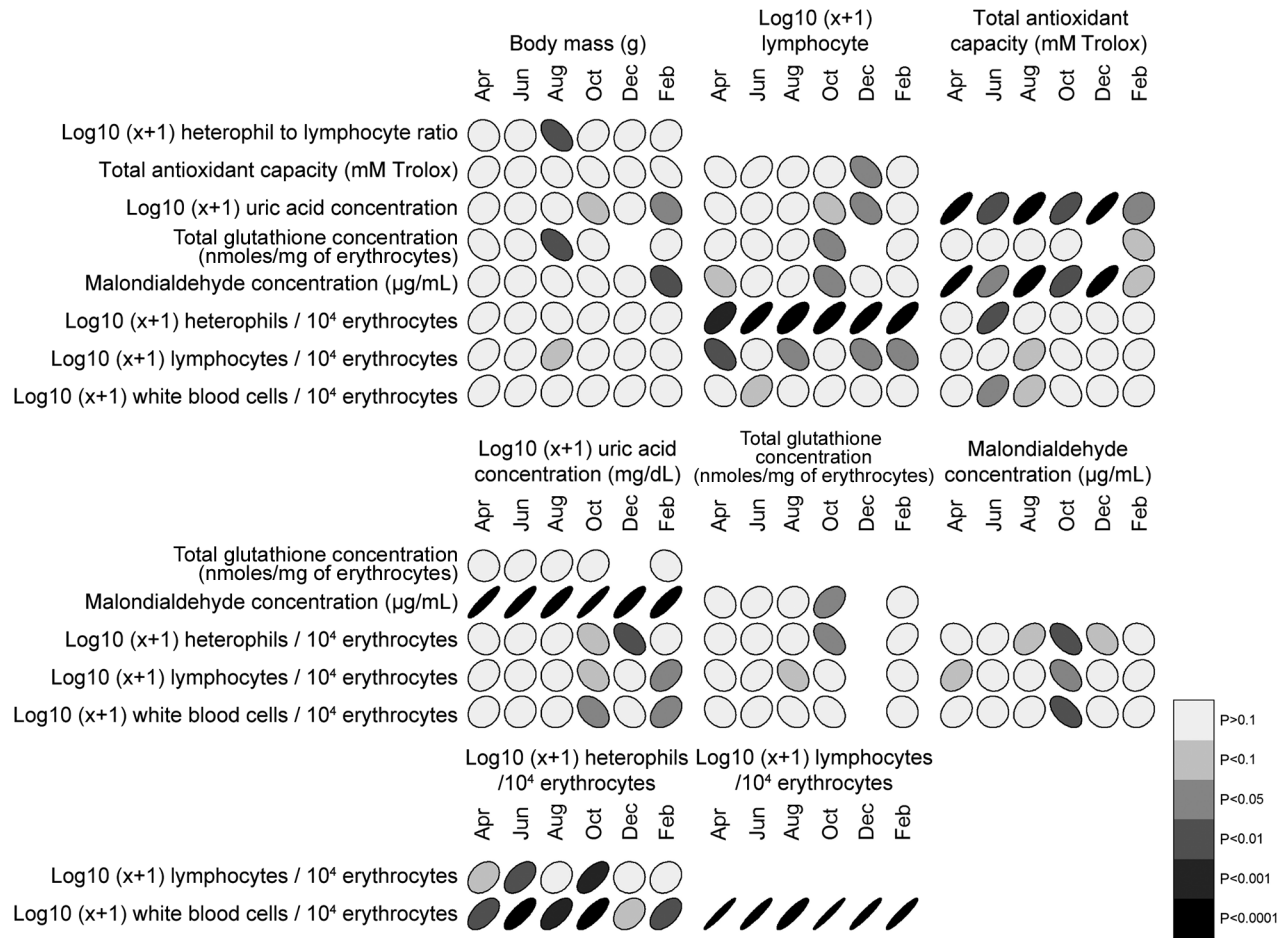 Body mass (g)
Log10 (x+1)
lymphocyte
Total antioxidant
capacity (mM Trolox)
Apr Jun Aug Oct Dec Feb Apr Jun Aug Oct Dec Feb Apr Jun Aug Oct Dec Feb
Log10 (x+1) heterophil to lymphocyte ratio
Total antioxidant capacity (mM Trolox)
Log10 (x+1) uric acid concentration
Total glutathione concentration
(nmoles/mg of erythrocytes)
Malondialdehyde concentration (µg/mL)
Log10 (x+1) heterophils / 10⁴ erythrocytes
Log10 (x+1) lymphocytes / 10⁴ erythrocytes
Log10 (x+1) white blood cells / 10⁴ erythrocytes
Log10 (x+1) uric acid
concentration (mg/dL)
Total glutathione
concentration
(nmoles/mg of erythrocytes)
Malondialdehyde
concentration (µg/mL)
Apr Jun Aug Oct Dec Feb Apr Jun Aug Oct Dec Feb Apr Jun Aug Oct Dec Feb
Total glutathione concentration
(nmoles/mg of erythrocytes)
Malondialdehyde concentration (µg/mL)
Log10 (x+1) heterophils / 10⁴ erythrocytes
Log10 (x+1) lymphocytes / 10⁴ erythrocytes
Log10 (x+1) white blood cells / 10⁴ erythrocytes
Log10 (x+1) heterophils
/10⁴ erythrocytes
Log10 (x+1) lymphocytes
/10⁴ erythrocytes
Apr Jun Aug Oct Dec Feb Apr Jun Aug Oct Dec Feb
Log10 (x+1) lymphocytes / 10⁴ erythrocytes
Log10 (x+1) white blood cells / 10⁴ erythrocytes
P>0.1
P<0.1
P<0.05
P<0.01
P<0.001
P<0.0001